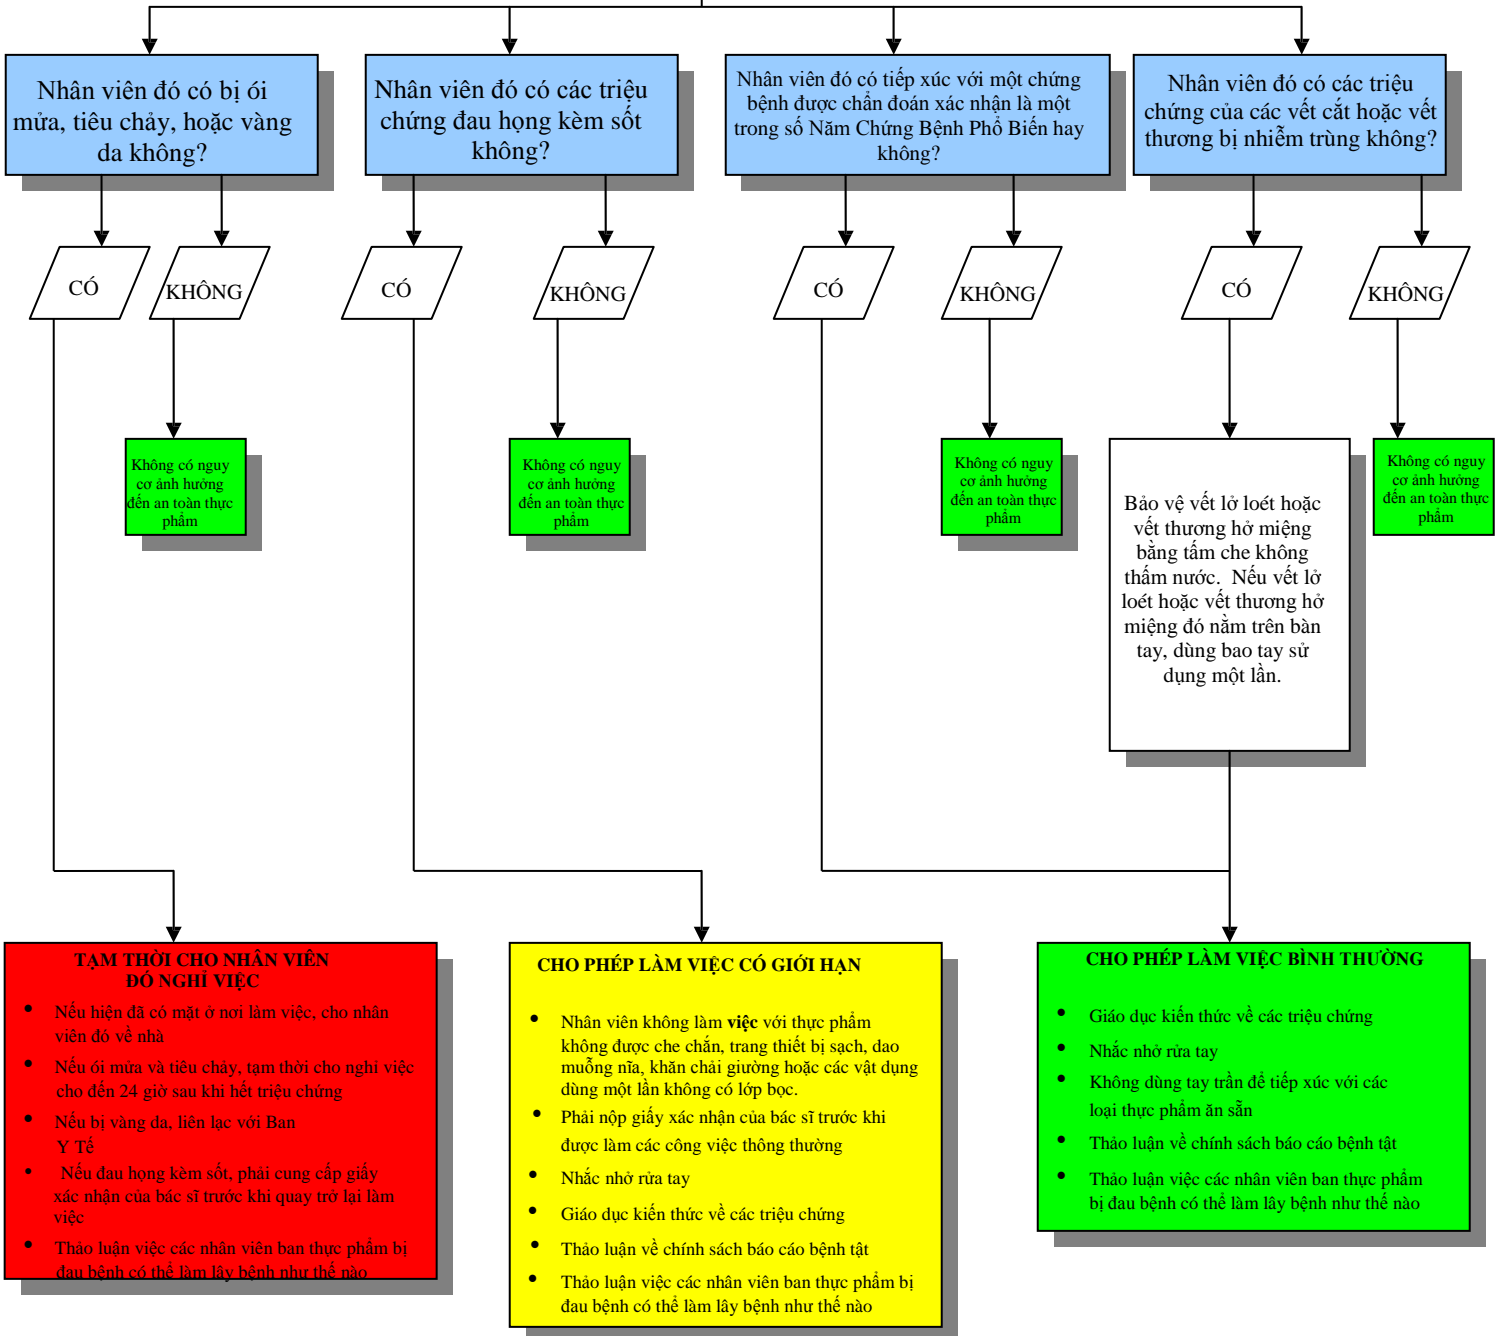 Nhân viên đó có bị ói
mửa, tiêu chảy, hoặc vàng
da không?
Nhân viên đó có các triệu
chứng đau họng kèm sốt
không?
Nhân viên đó có tiếp xúc với một chứng
bệnh được chẩn đoán xác nhận là một
trong số Năm Chứng Bệnh Phổ Biến hay
không?
Nhân viên đó có các triệu
chứng của các vết cắt hoặc vết
thương bị nhiễm trùng không?
CÓ
KHÔNG
CÓ
KHÔNG
CÓ
KHÔNG
CÓ
KHÔNG
Không có nguy
cơ ảnh hưởng
đến an toàn thực
phẩm
Không có nguy
cơ ảnh hưởng
đến an toàn thực
phẩm
Không có nguy
cơ ảnh hưởng
đến an toàn thực
phẩm
Bảo vệ vết lở loét hoặc
vết thương hở miệng
bằng tấm che không
thấm nước. Nếu vết lở
loét hoặc vết thương hở
miệng đó nằm trên bàn
tay, dùng bao tay sử
dụng một lần.
Không có nguy
cơ ảnh hưởng
đến an toàn thực
phẩm
TẠM THỜI CHO NHÂN VIÊN
ĐÓ NGHỈ VIỆC
• Nếu hiện đã có mặt ở nơi làm việc, cho nhân
viên đó về nhà
• Nếu ói mửa và tiêu chảy, tạm thời cho nghỉ việc
cho đến 24 giờ sau khi hết triệu chứng
• Nếu bị vàng da, liên lạc với Ban
Y Tế
• Nếu đau họng kèm sốt, phải cung cấp giấy
xác nhận của bác sĩ trước khi quay trở lại làm
việc
• Thảo luận việc các nhân viên ban thực phẩm bị
đau bệnh có thể làm lây bệnh như thế nào
CHO PHÉP LÀM VIỆC CÓ GIỚI HẠN
• Nhân viên không làm việc với thực phẩm
không được che chắn, trang thiết bị sạch, dao
muỗng nĩa, khăn chải giường hoặc các vật dụng
dùng một lần không có lớp bọc.
• Phải nộp giấy xác nhận của bác sĩ trước khi
được làm các công việc thông thường
• Nhắc nhở rửa tay
• Giáo dục kiến thức về các triệu chứng
• Thảo luận về chính sách báo cáo bệnh tật
• Thảo luận việc các nhân viên ban thực phẩm bị
đau bệnh có thể làm lây bệnh như thế nào
CHO PHÉP LÀM VIỆC BÌNH THƯỜNG
• Giáo dục kiến thức về các triệu chứng
• Nhắc nhở rửa tay
• Không dùng tay trần để tiếp xúc với các
loại thực phẩm ăn sẵn
• Thảo luận về chính sách báo cáo bệnh tật
• Thảo luận việc các nhân viên ban thực phẩm
bị đau bệnh có thể làm lây bệnh như thế nào